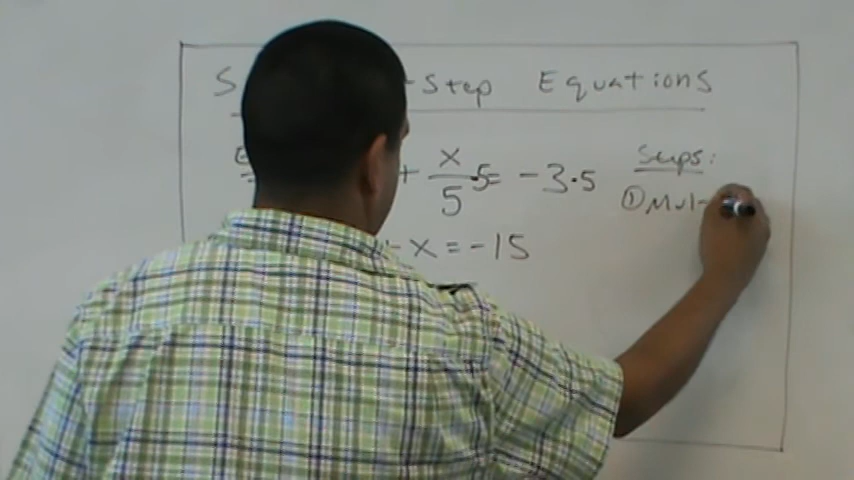 S -Step Equations
E + x/5 ·5 = -3·5 Steps:
① Mul
+ x = -15